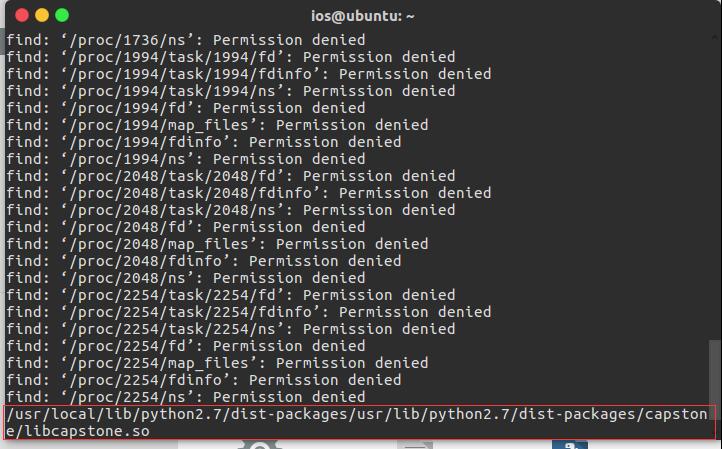 ios@ubuntu: ~
find: ‘/proc/1736/ns’: Permission denied
find: ‘/proc/1994/task/1994/fd’: Permission denied
find: ‘/proc/1994/task/1994/fdinfo’: Permission denied
find: ‘/proc/1994/task/1994/ns’: Permission denied
find: ‘/proc/1994/fd’: Permission denied
find: ‘/proc/1994/map_files’: Permission denied
find: ‘/proc/1994/fdinfo’: Permission denied
find: ‘/proc/1994/ns’: Permission denied
find: ‘/proc/2048/task/2048/fd’: Permission denied
find: ‘/proc/2048/task/2048/fdinfo’: Permission denied
find: ‘/proc/2048/task/2048/ns’: Permission denied
find: ‘/proc/2048/fd’: Permission denied
find: ‘/proc/2048/map_files’: Permission denied
find: ‘/proc/2048/fdinfo’: Permission denied
find: ‘/proc/2048/ns’: Permission denied
find: ‘/proc/2254/task/2254/fd’: Permission denied
find: ‘/proc/2254/task/2254/fdinfo’: Permission denied
find: ‘/proc/2254/task/2254/ns’: Permission denied
find: ‘/proc/2254/fd’: Permission denied
find: ‘/proc/2254/map_files’: Permission denied
find: ‘/proc/2254/fdinfo’: Permission denied
find: ‘/proc/2254/ns’: Permission denied
/usr/local/lib/python2.7/dist-packages/usr/lib/python2.7/dist-packages/capston
e/libcapstone.so